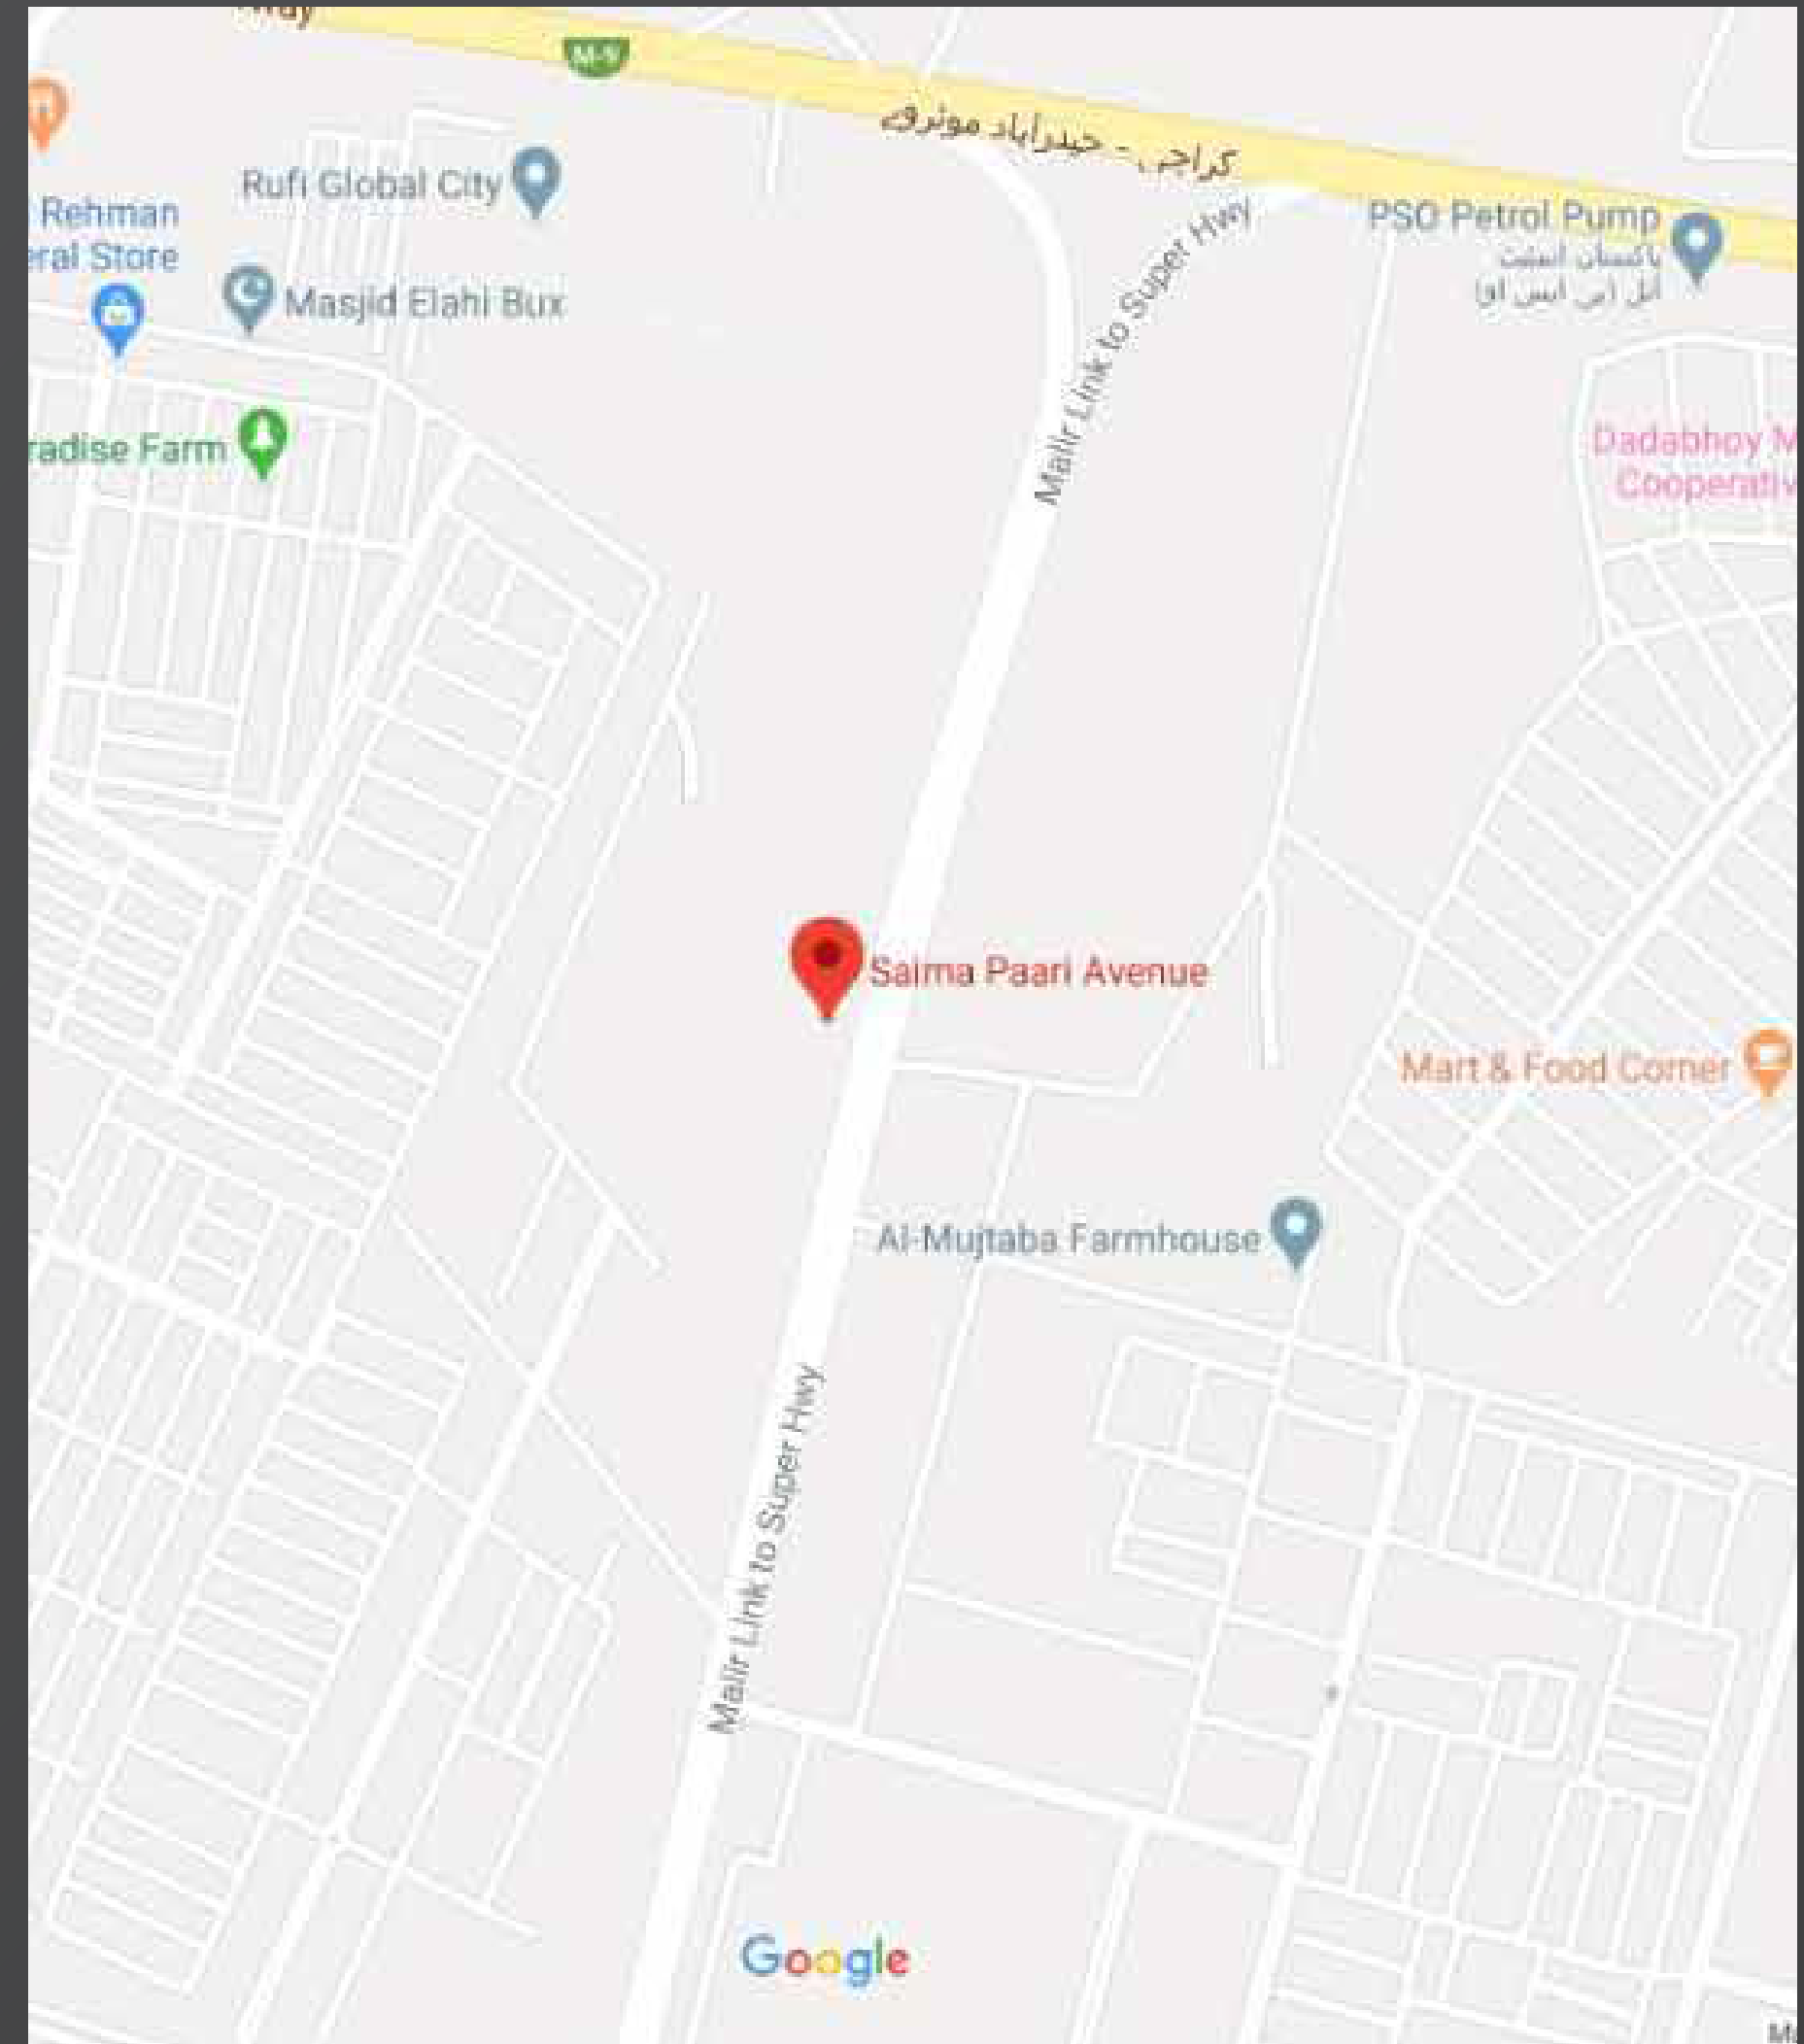 M-9
کراچی - حیدرآباد موٹروے
Rufi Global City
Rehman
eral Store
Masjid Elahi Bux
Malir Link to Super Hwy
PSO Petrol Pump
پاکستان اسٹیٹ
آئل (پی ایس او)
radise Farm
Dadabhoy M
Cooperativ
Saima Paari Avenue
Mart & Food Corner
Al-Mujtaba Farmhouse
Malir Link to Super Hwy
Google